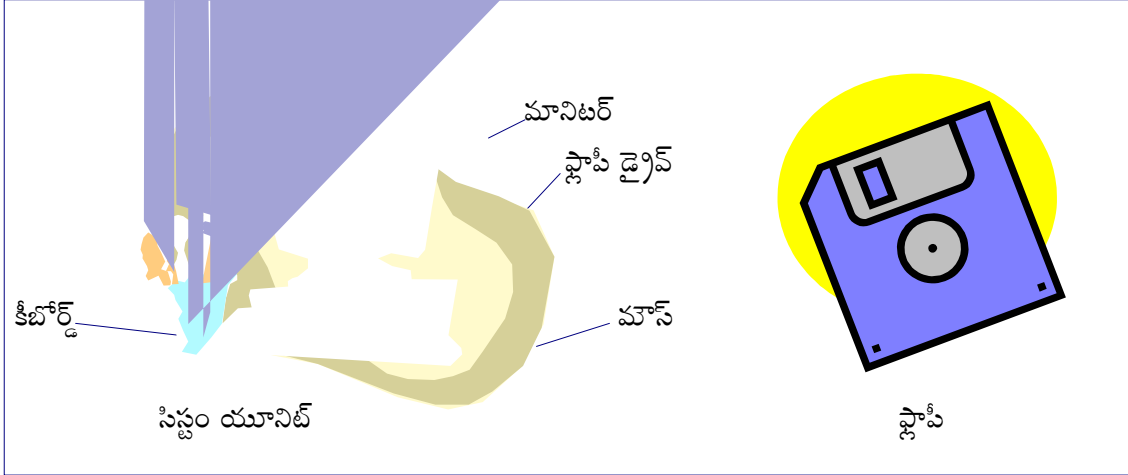 మానిటర్
ఫ్లాపీ డ్రైవ్
కీబోర్డ్
మౌస్
సిస్టం యూనిట్
ఫ్లాపీ